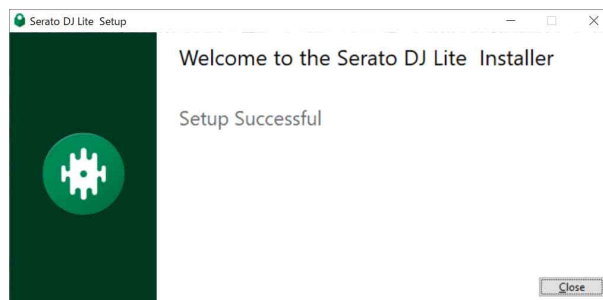 Serato DJ Lite  Setup
Welcome to the Serato DJ Lite  Installer
Setup Successful
Close